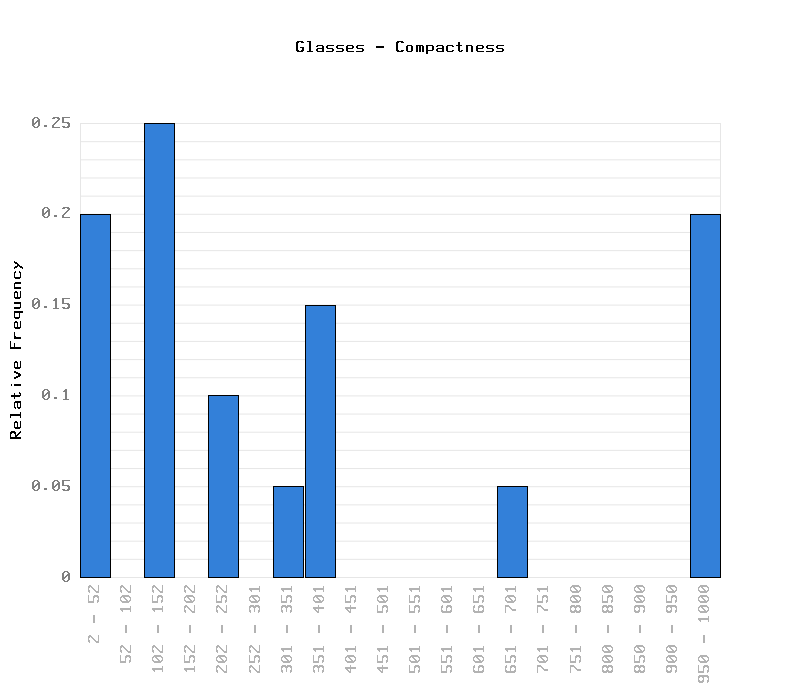 Glasses - Compactness
Relative Frequency
0.25
0.2
0.15
0.1
0.05
0
2 - 52
52 - 102
102 - 152
152 - 202
202 - 252
252 - 301
301 - 351
351 - 401
401 - 451
451 - 501
501 - 551
551 - 601
601 - 651
651 - 701
701 - 751
751 - 800
800 - 850
850 - 900
900 - 950
950 - 1000